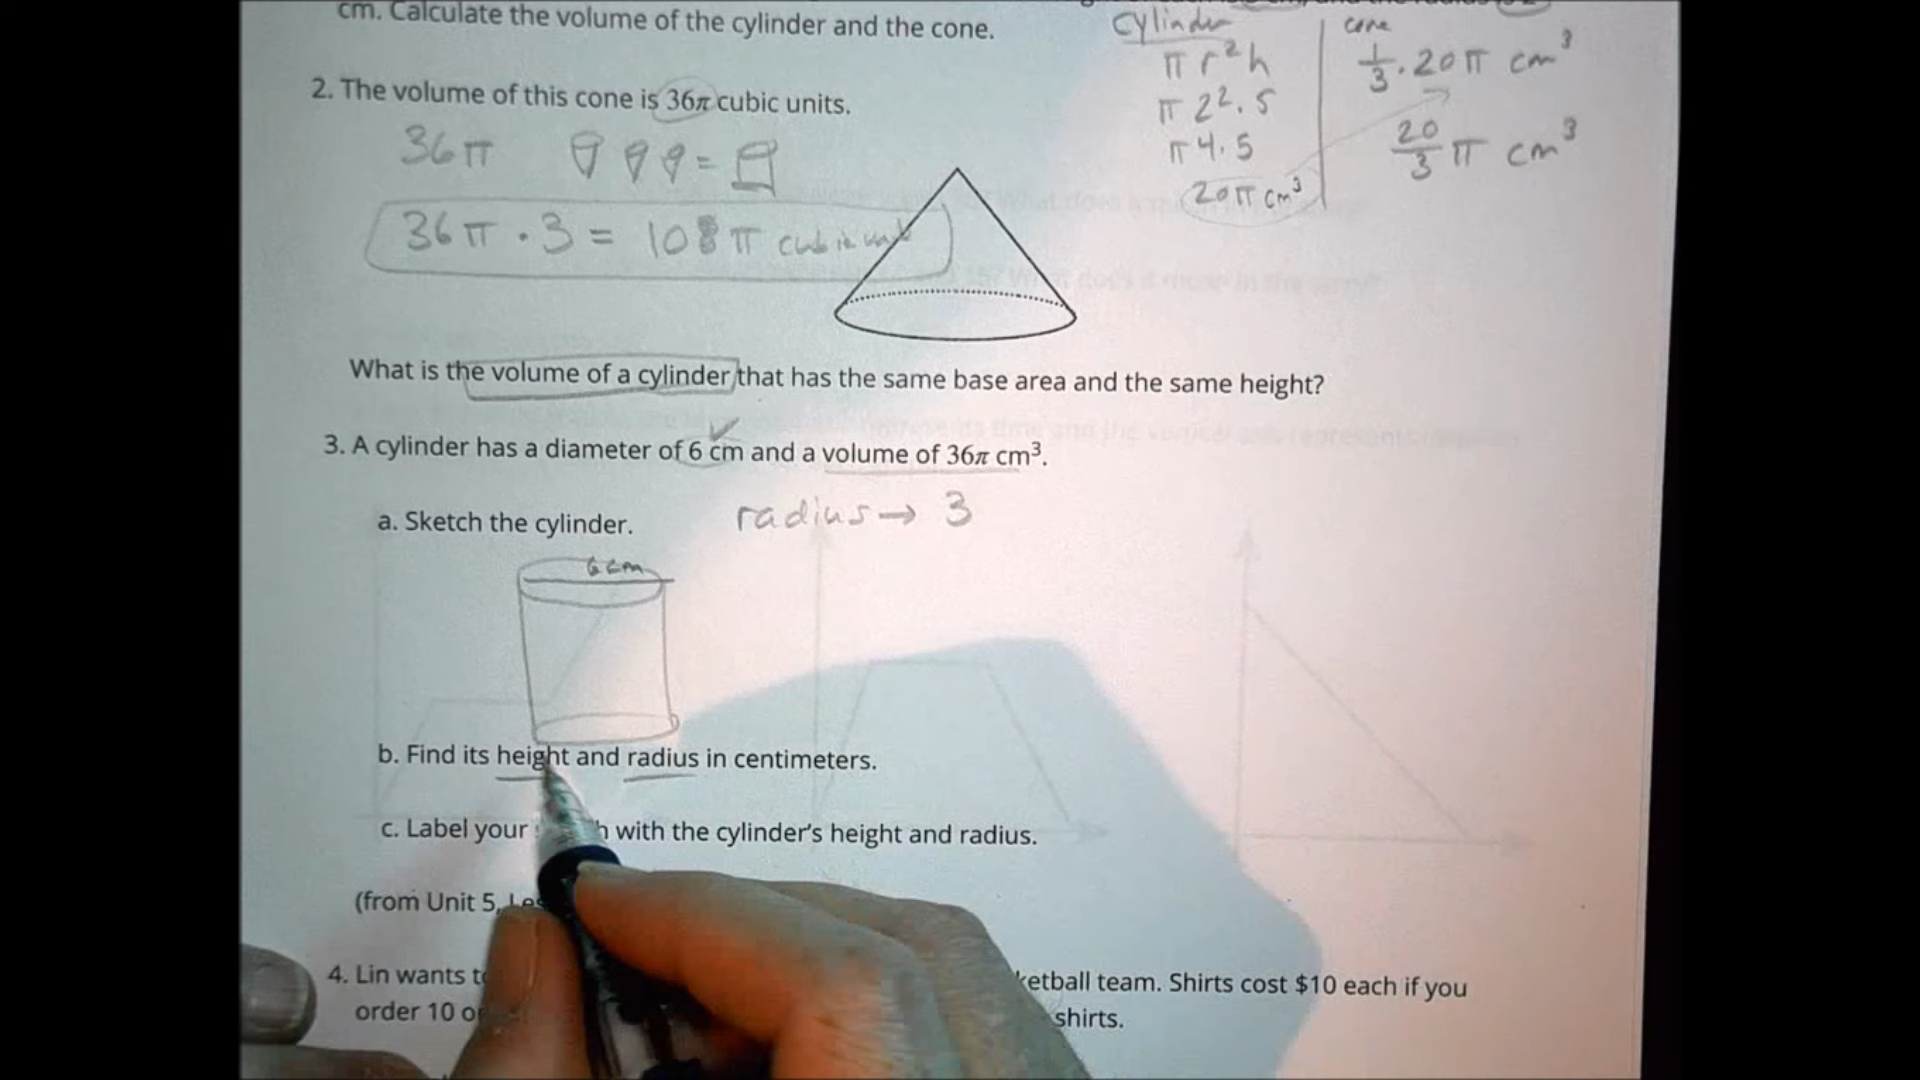 cm. Calculate the volume of the cylinder and the cone.
cylinder
πr²h
π2².5
π4.5
20πcm³
cone
1/3.20π cm³
20/3 π cm³
2. The volume of this cone is 36π cubic units.
36π =
36π·3 = 108π cubic
What is the volume of a cylinder that has the same base area and the same height?
3. A cylinder has a diameter of 6 cm and a volume of 36π cm³.
a. Sketch the cylinder.
radius → 3
6cm
b. Find its height and radius in centimeters.
c. Label your with the cylinder's height and radius.
(from Unit 5,
4. Lin wants
team. Shirts cost $10 each if you
order 10
shirts.